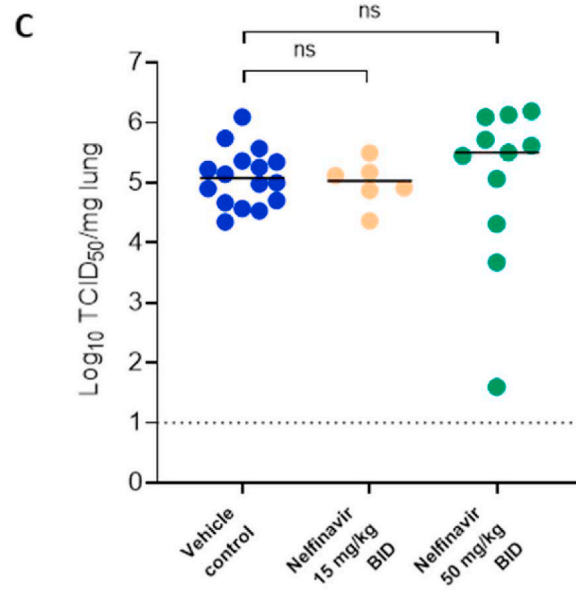 C
ns
ns
7
6
5
4
3
2
1
0
Log10 TCID50/mg lung
Vehicle
control
Nelfinavir
15 mg/kg
BID
Nelfinavir
50 mg/kg
BID